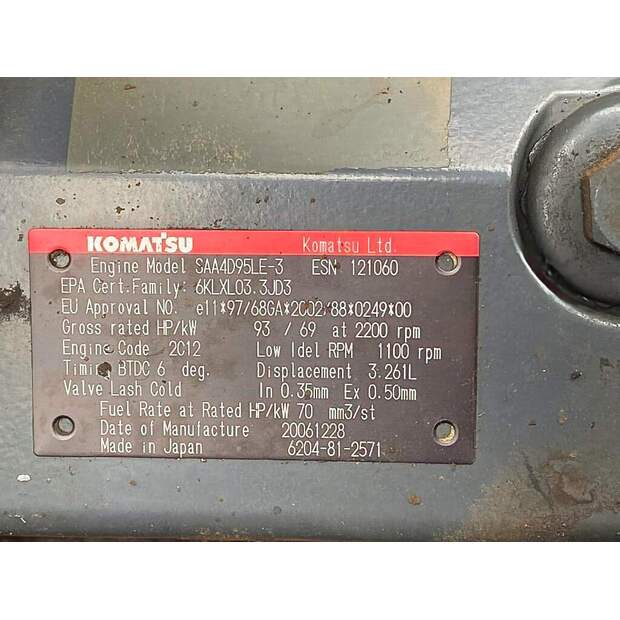 KOMATSU Komatsu Ltd.
Engine Model SAA4D95LE-3 ESN 121060
EPA Cert.Family: 6KLXL03.3JD3
EU Approval NO. e11*97/68GA*2002/88*0249*00
Gross rated HP/kW 93 / 69 at 2200 rpm
Engine Code 2C12 Low Idel RPM 1100 rpm
Timing BTDC 6 deg. Displacement 3.261L
Valve Lash Cold In 0.35mm Ex 0.50mm
Fuel Rate at Rated HP/kW 70 mm3/st
Date of Manufacture 20061228
Made in Japan 6204-81-2571